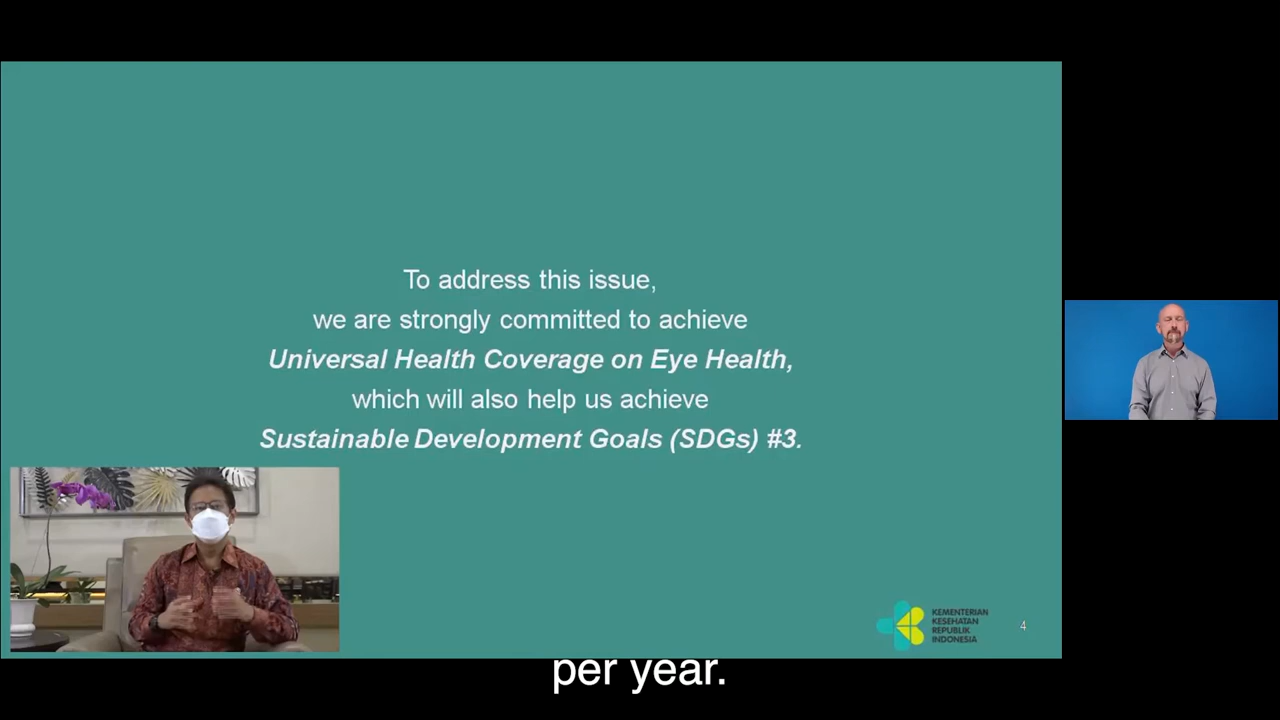 To address this issue,
we are strongly committed to achieve
Universal Health Coverage on Eye Health,
which will also help us achieve
Sustainable Development Goals (SDGs) #3.
KEMENTERIAN
KESEHATAN
REPUBLIK
INDONESIA
4
per year.